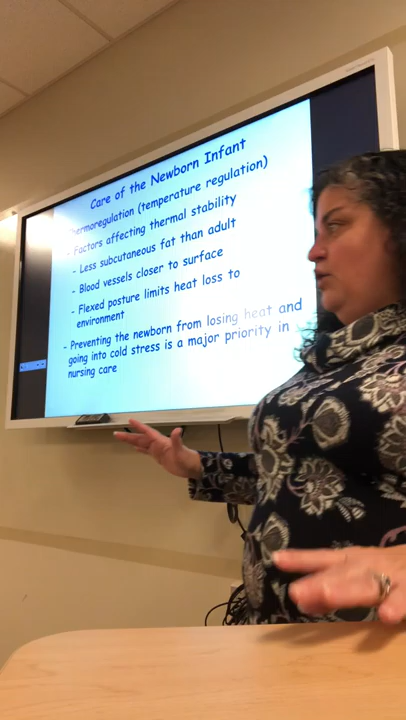 Care of the Newborn Infant
Thermoregulation (temperature regulation)
- Factors affecting thermal stability
- Less subcutaneous fat than adult
- Blood vessels closer to surface
- Flexed posture limits heat loss to
environment
- Preventing the newborn from losing heat and
going into cold stress is a major priority in
nursing care